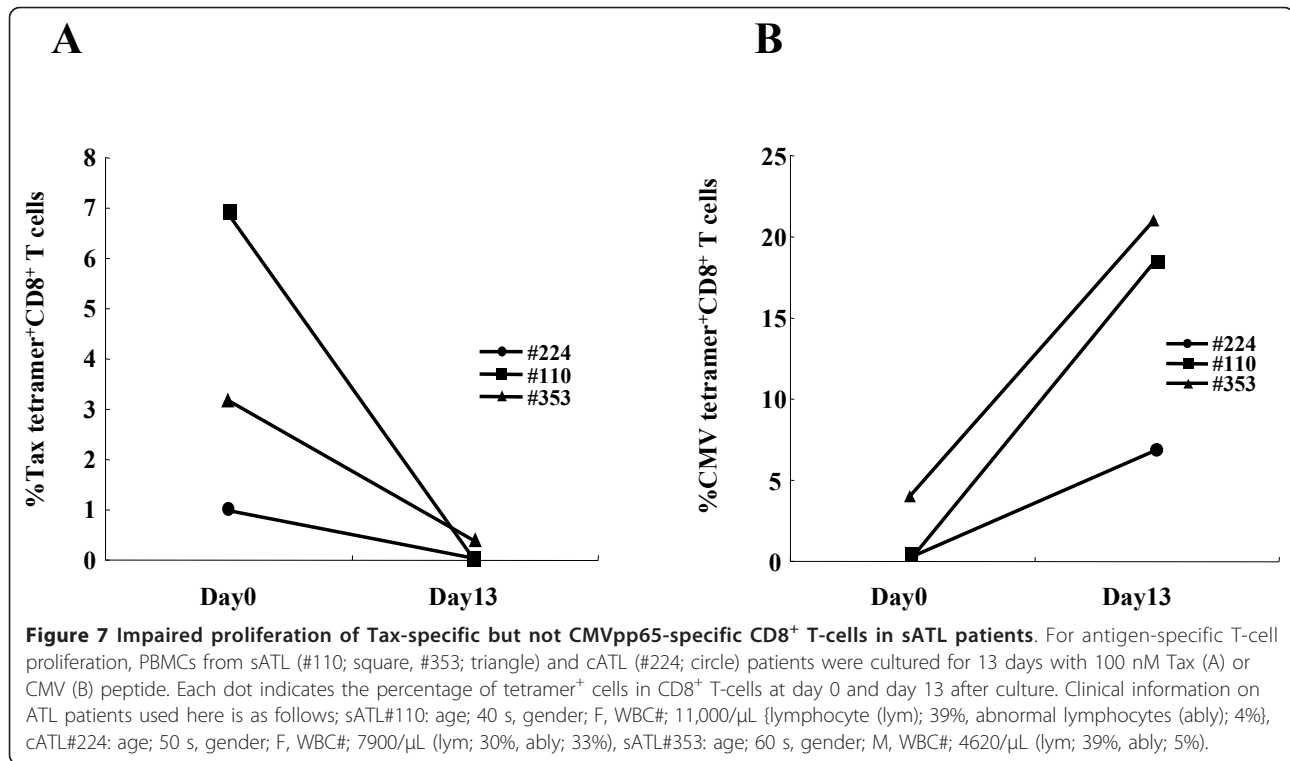 A
B
8
7
6
5
4
3
2
1
0
%Tax tetramer⁺CD8⁺ T cells
#224
#110
#353
Day0
Day13
25
20
15
10
5
0
%CMV tetramer⁺CD8⁺ T cells
#224
#110
#353
Day0
Day13
Figure 7 Impaired proliferation of Tax-specific but not CMVpp65-specific CD8⁺ T-cells in sATL patients. For antigen-specific T-cell
proliferation, PBMCs from sATL (#110; square, #353; triangle) and cATL (#224; circle) patients were cultured for 13 days with 100 nM Tax (A) or
CMV (B) peptide. Each dot indicates the percentage of tetramer⁺ cells in CD8⁺ T-cells at day 0 and day 13 after culture. Clinical information on
ATL patients used here is as follows; sATL#110: age; 40 s, gender; F, WBC#; 11,000/μL {lymphocyte (lym); 39%, abnormal lymphocytes (ably); 4%},
cATL#224: age; 50 s, gender; F, WBC#; 7900/μL (lym; 30%, ably; 33%), sATL#353: age; 60 s, gender; M, WBC#; 4620/μL (lym; 39%, ably; 5%).